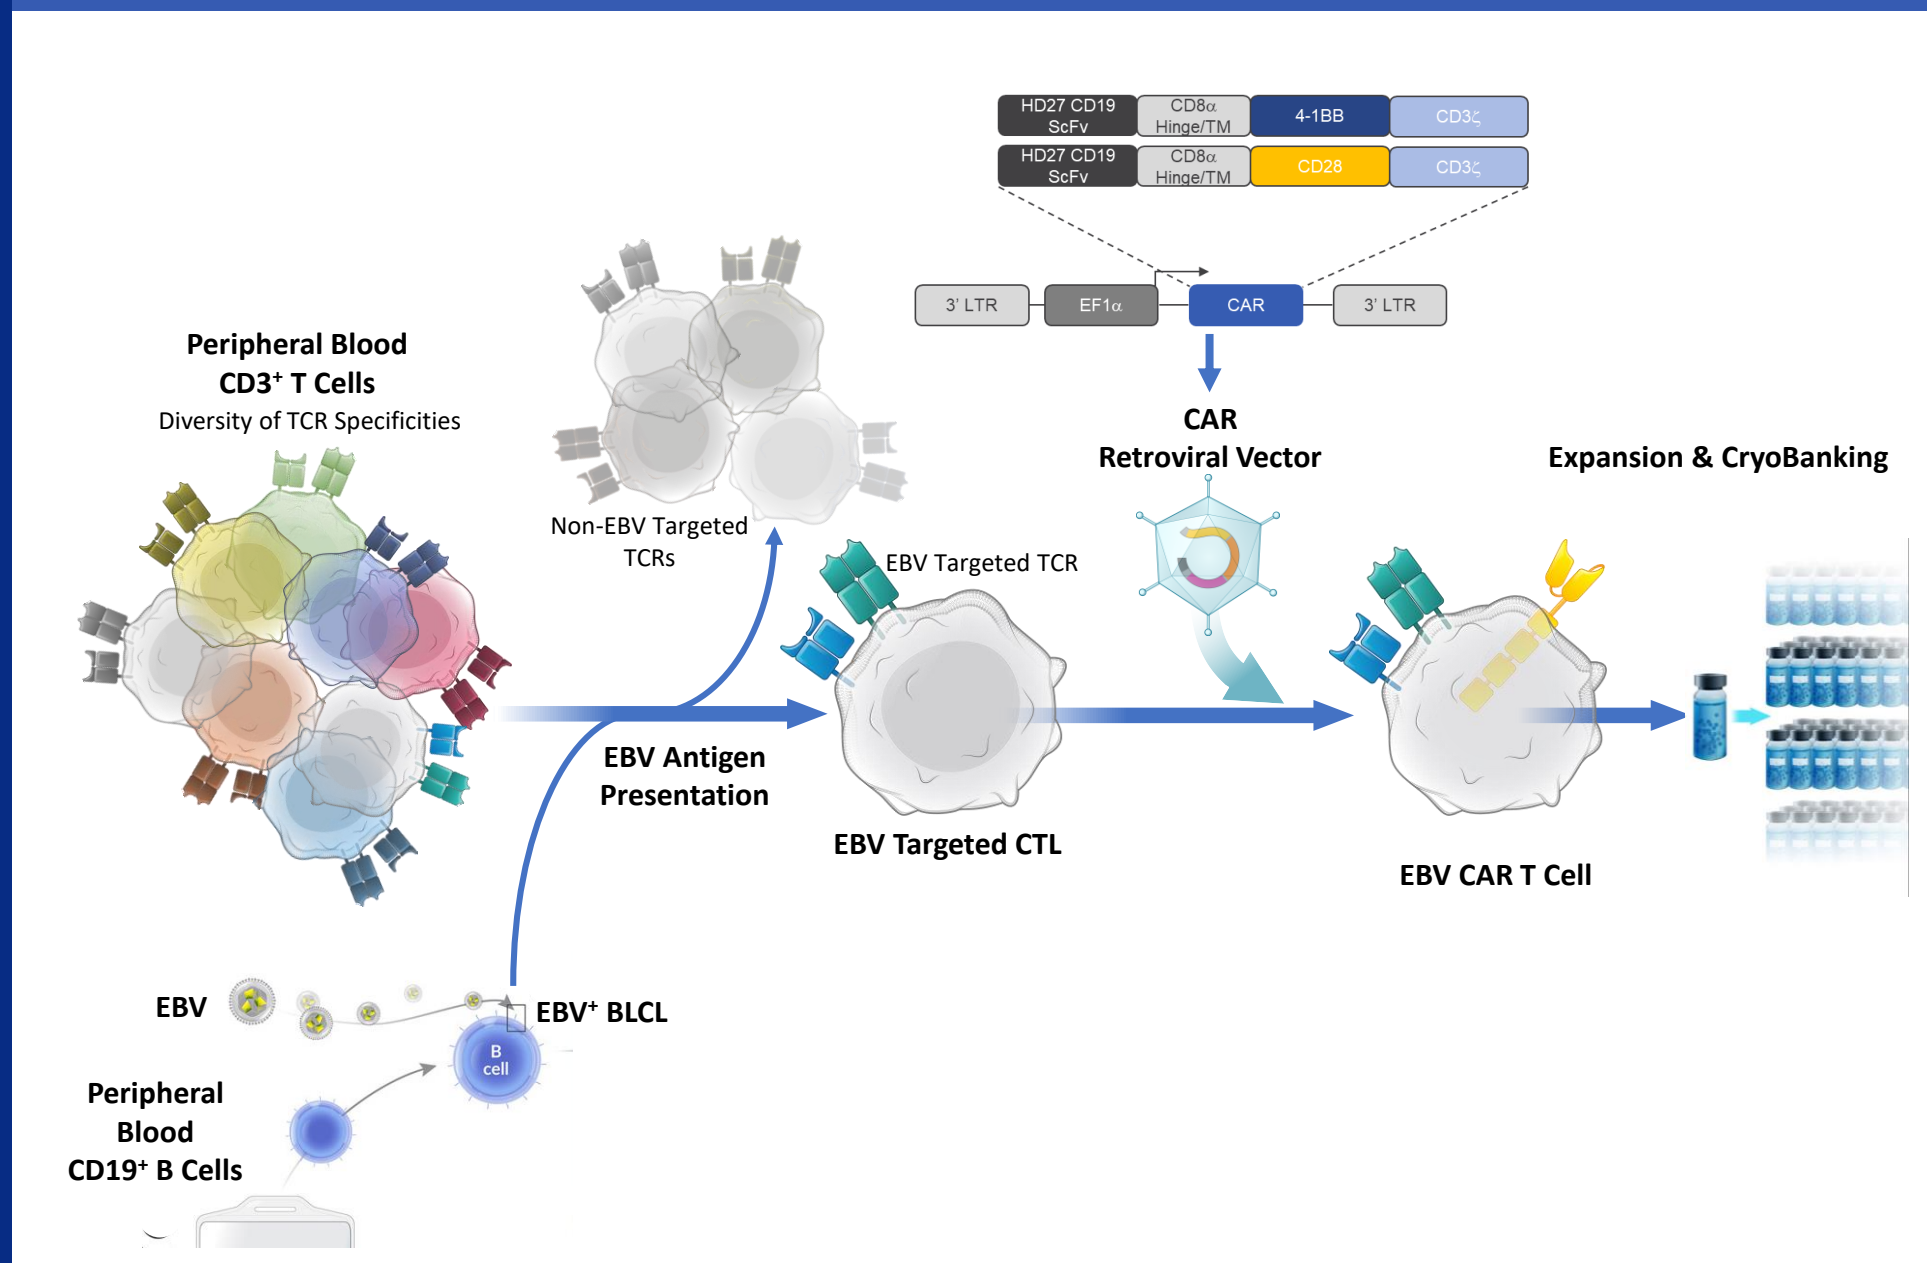 HD27 CD19
ScFv
CD8α
Hinge/TM
4-1BB
CD3ζ
HD27 CD19
ScFv
CD8α
Hinge/TM
CD28
CD3ζ
3' LTR
EF1α
CAR
3' LTR
Peripheral Blood
CD3⁺ T Cells
Diversity of TCR Specificities
CAR
Retroviral Vector
Expansion & CryoBanking
Non-EBV Targeted
TCRs
EBV Targeted TCR
EBV Antigen
Presentation
EBV Targeted CTL
EBV CAR T Cell
EBV
EBV⁺ BLCL
B
cell
Peripheral
Blood
CD19⁺ B Cells